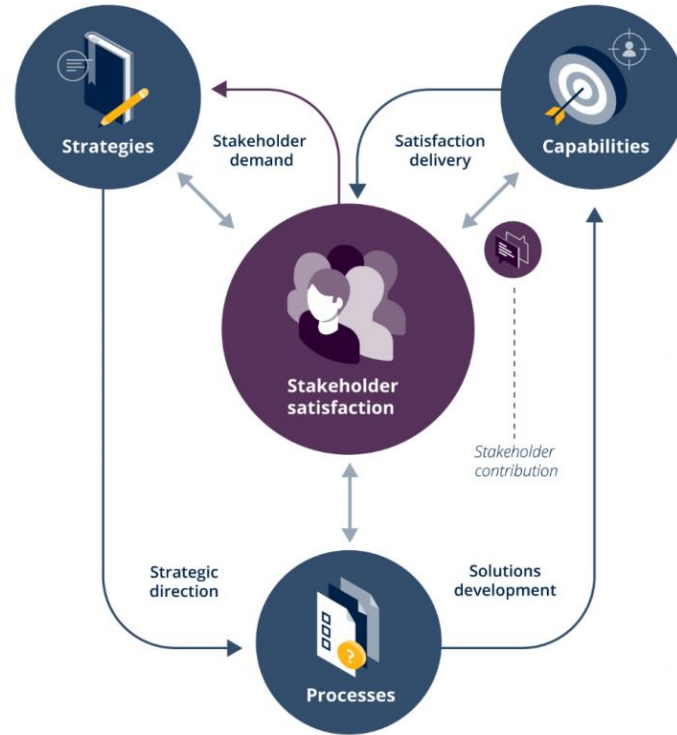 Strategies
Stakeholder
demand
Satisfaction
delivery
Capabilities
Stakeholder
satisfaction
Stakeholder
contribution
Strategic
direction
Solutions
development
?
Processes